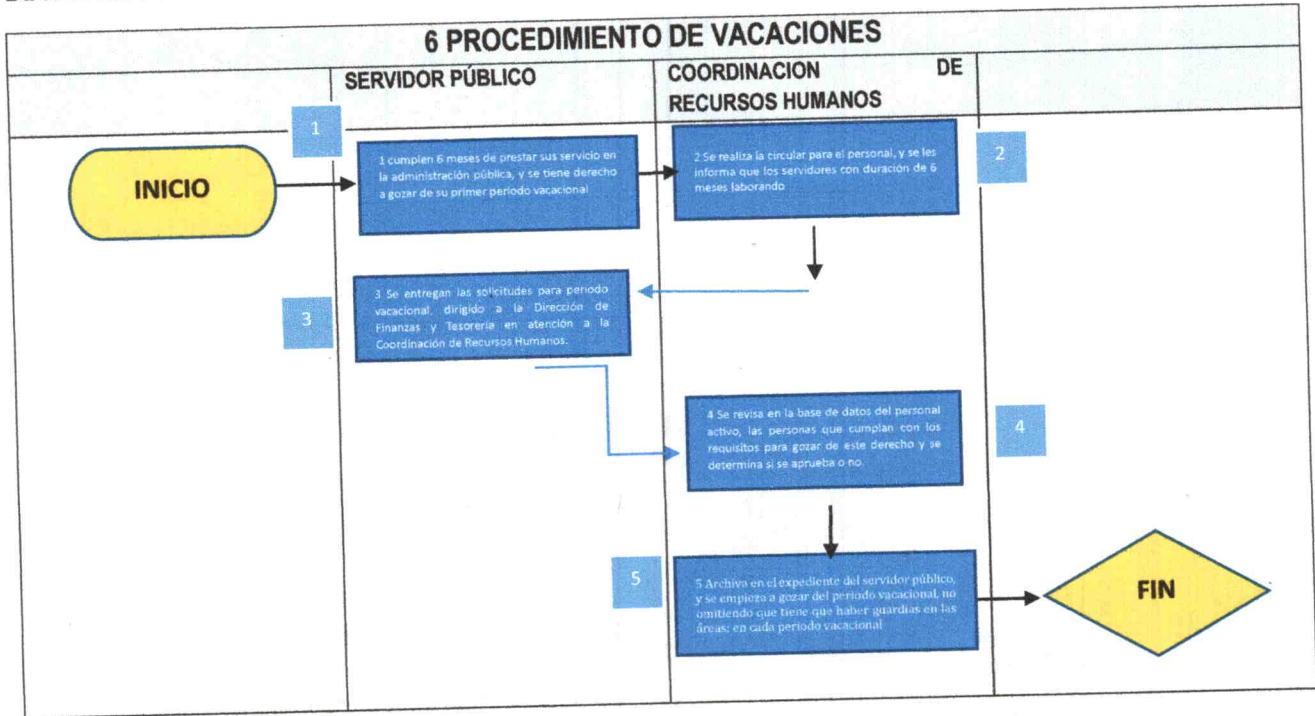 6 PROCEDIMIENTO DE VACACIONES
SERVIDOR PÚBLICO
COORDINACION DE
RECURSOS HUMANOS
INICIO
1
1 cumplen 6 meses de prestar sus servicio en
la administración pública, y se tiene derecho
a gozar de su primer periodo vacacional
2 Se realiza la circular para el personal, y se les
informa que los servidores con duración de 6
meses laborando
2
3
3 Se entregan las solicitudes para periodo
vacacional, dirigido a la Dirección de
Finanzas y Tesorería en atención a la
Coordinación de Recursos Humanos.
4 Se revisa en la base de datos del personal
activo, las personas que cumplan con los
requisitos para gozar de este derecho y se
determina si se aprueba o no.
4
5
5 Archiva en el expediente del servidor público,
y se empieza a gozar del periodo vacacional, no
omitiendo que tiene que haber guardias en las
áreas; en cada periodo vacacional
FIN